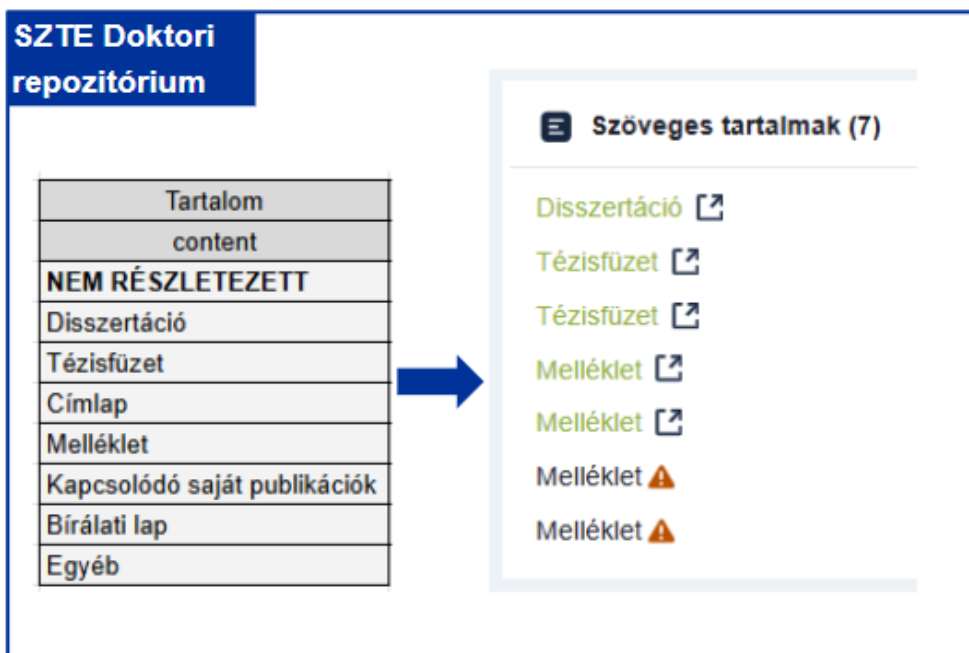 SZTE Doktori
repozitórium
Tartalom
content
NEM RÉSZLETEZETT
Disszertáció
Tézisfüzet
Címlap
Melléklet
Kapcsolódó saját publikációk
Bírálati lap
Egyéb
Szöveges tartalmak (7)
Disszertáció
Tézisfüzet
Tézisfüzet
Melléklet
Melléklet
Melléklet
Melléklet